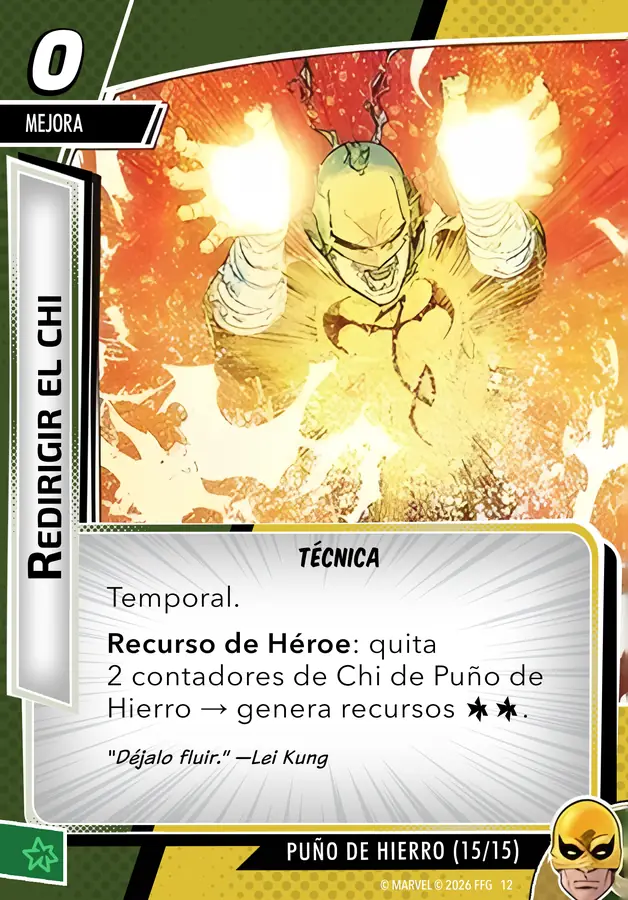 0
MEJORA
REDIRIGIR EL CHI
TÉCNICA
Temporal.
Recurso de Héroe: quita
2 contadores de Chi de Puño de
Hierro → genera recursos.
"Déjalo fluir." —Lei Kung
PUÑO DE HIERRO (15/15)
© MARVEL © 2026 FFG 12